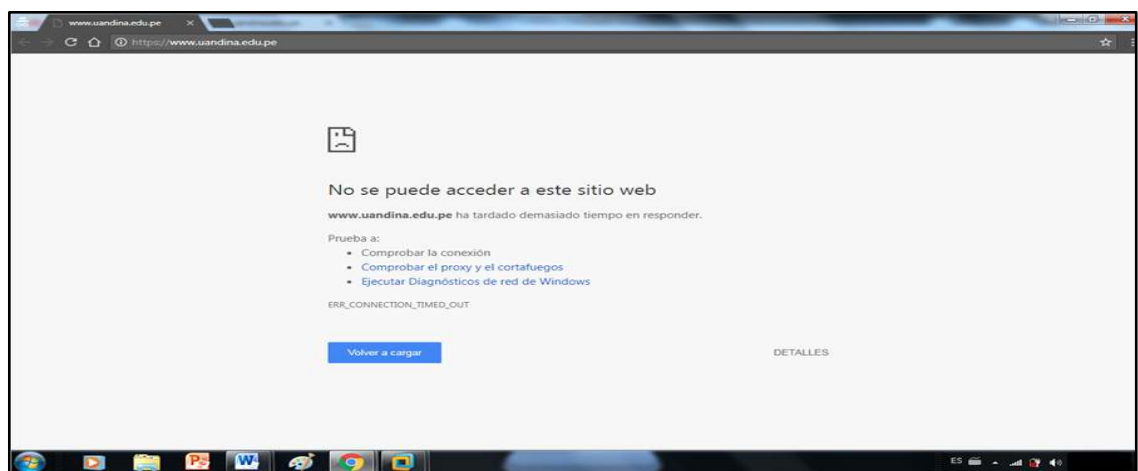 www.uandina.edu.pe
https://www.uandina.edu.pe
No se puede acceder a este sitio web
www.uandina.edu.pe ha tardado demasiado tiempo en responder.
Prueba a:
• Comprobar la conexión
• Comprobar el proxy y el cortafuegos
• Ejecutar Diagnósticos de red de Windows
ERR_CONNECTION_TIMED_OUT
Volver a cargar
DETALLES
ES